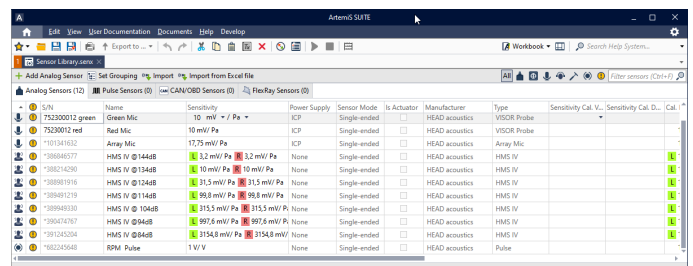 ArtemiS SUITE
Edit View User Documentation Documents Help Develop
Export to ... Workbook Search Help System...
1 Sensor Library.senx
Add Analog Sensor Set Grouping Import Import from Excel file All Filter sensors (Ctrl+F)
Analog Sensors (12) Pulse Sensors (0) CAN/OBD Sensors (0) FlexRay Sensors (0)
S/N Name Sensitivity Power Supply Sensor Mode Is Actuator Manufacturer Type Sensitivity Cal. V... Sensitivity Cal. D... Cal. I
752300012 green Green Mic 10 mV / Pa ICP Single-ended HEAD acoustics VISOR Probe
75230012 red Red Mic 10 mV/ Pa ICP Single-ended HEAD acoustics VISOR Probe
*101341632 Array Mic 17,75 mV/ Pa ICP Single-ended HEAD acoustics Array Mic
*386846577 HMS IV @144dB L 3,2 mV/ Pa R 3,2 mV/ Pa None Single-ended HEAD acoustics HMS IV L
*388214290 HMS IV @134dB L 10 mV/ Pa R 10 mV/ Pa None Single-ended HEAD acoustics HMS IV L
*388981916 HMS IV @124dB L 31,5 mV/ Pa R 31,5 mV/ Pa None Single-ended HEAD acoustics HMS IV L
*389491219 HMS IV @114dB L 99,8 mV/ Pa R 99,8 mV/ Pa None Single-ended HEAD acoustics HMS IV L
*389949330 HMS IV @ 104dB L 315,5 mV/ Pa R 315,5 mV/ Pa None Single-ended HEAD acoustics HMS IV L
*390474767 HMS IV @94dB L 997,6 mV/ Pa R 997,6 mV/ Pa None Single-ended HEAD acoustics HMS IV L
*391245204 HMS IV @84dB L 3154,8 mV/ Pa R 3154,8 mV/ None Single-ended HEAD acoustics HMS IV L
*682245648 RPM Pulse 1 V/ V None Single-ended HEAD acoustics Pulse